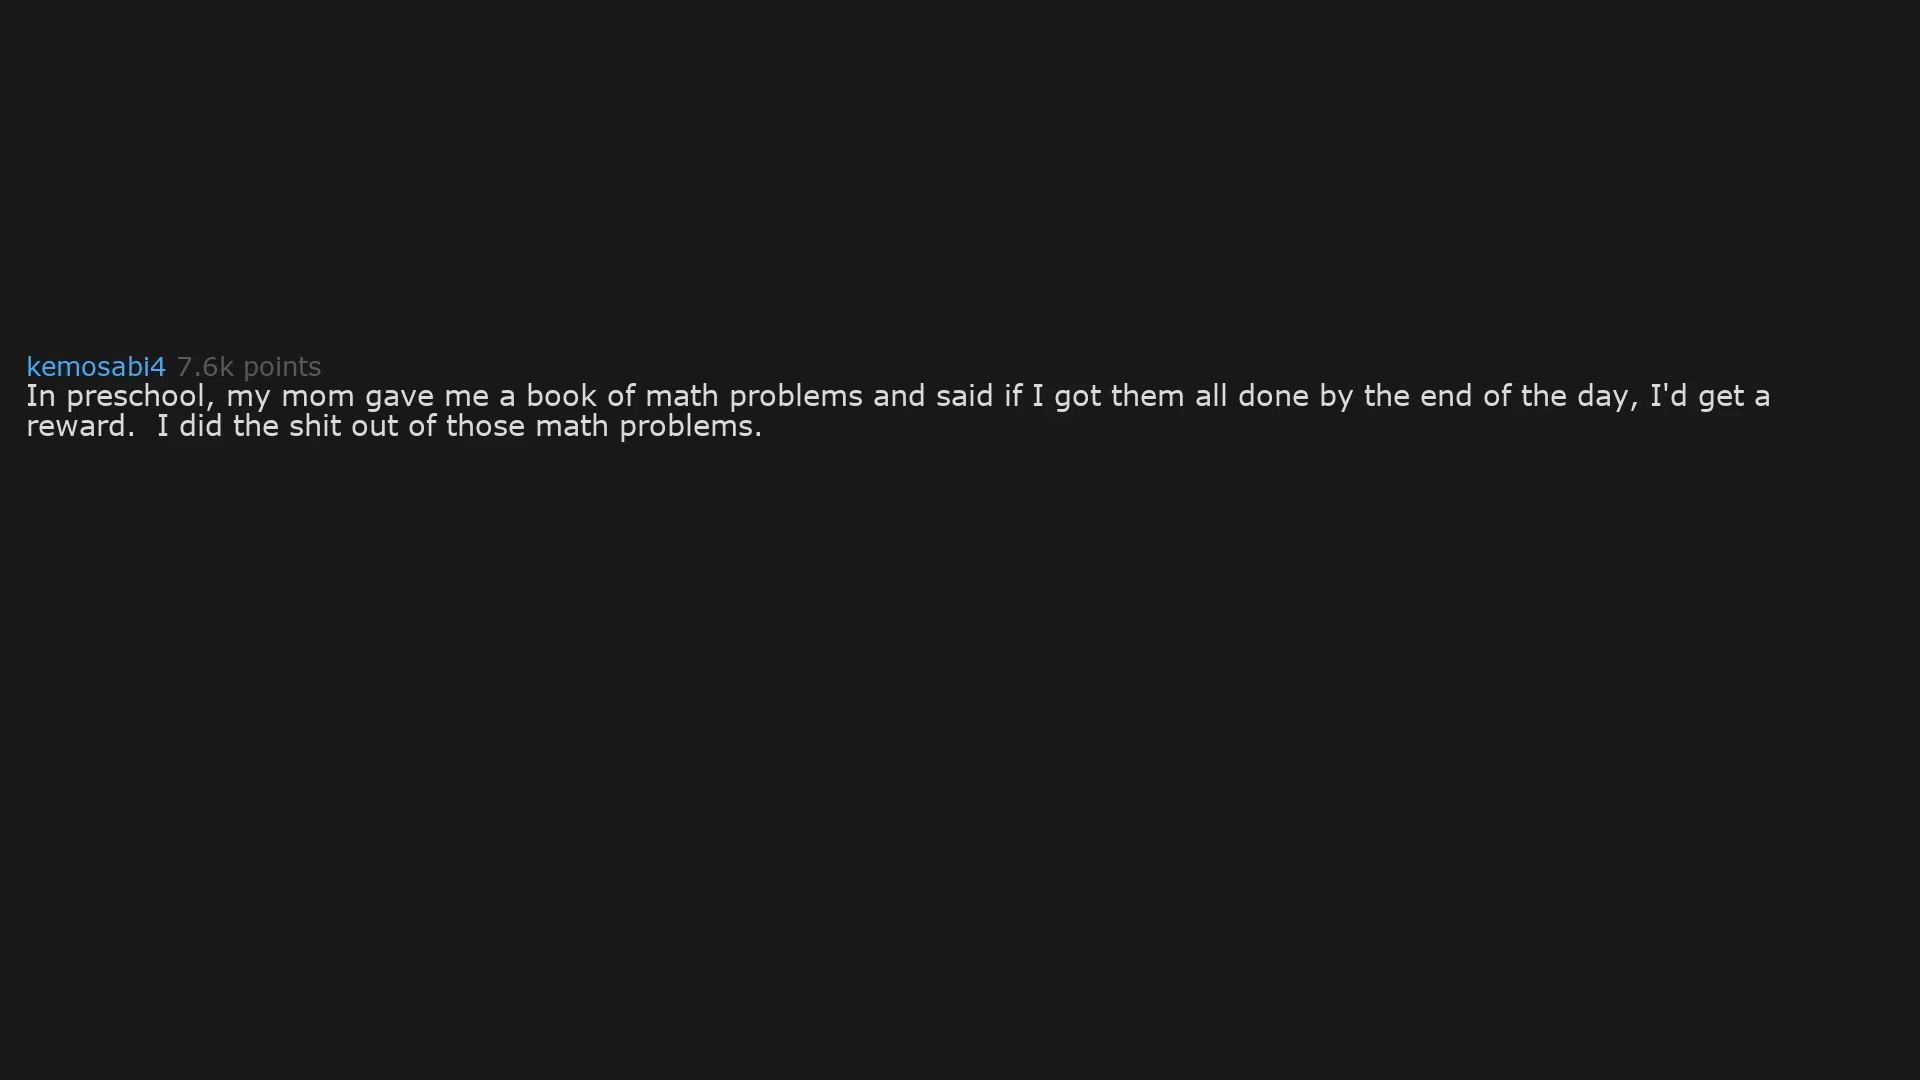 kemosabi4 7.6k points
In preschool, my mom gave me a book of math problems and said if I got them all done by the end of the day, I'd get a
reward.  I did the shit out of those math problems.